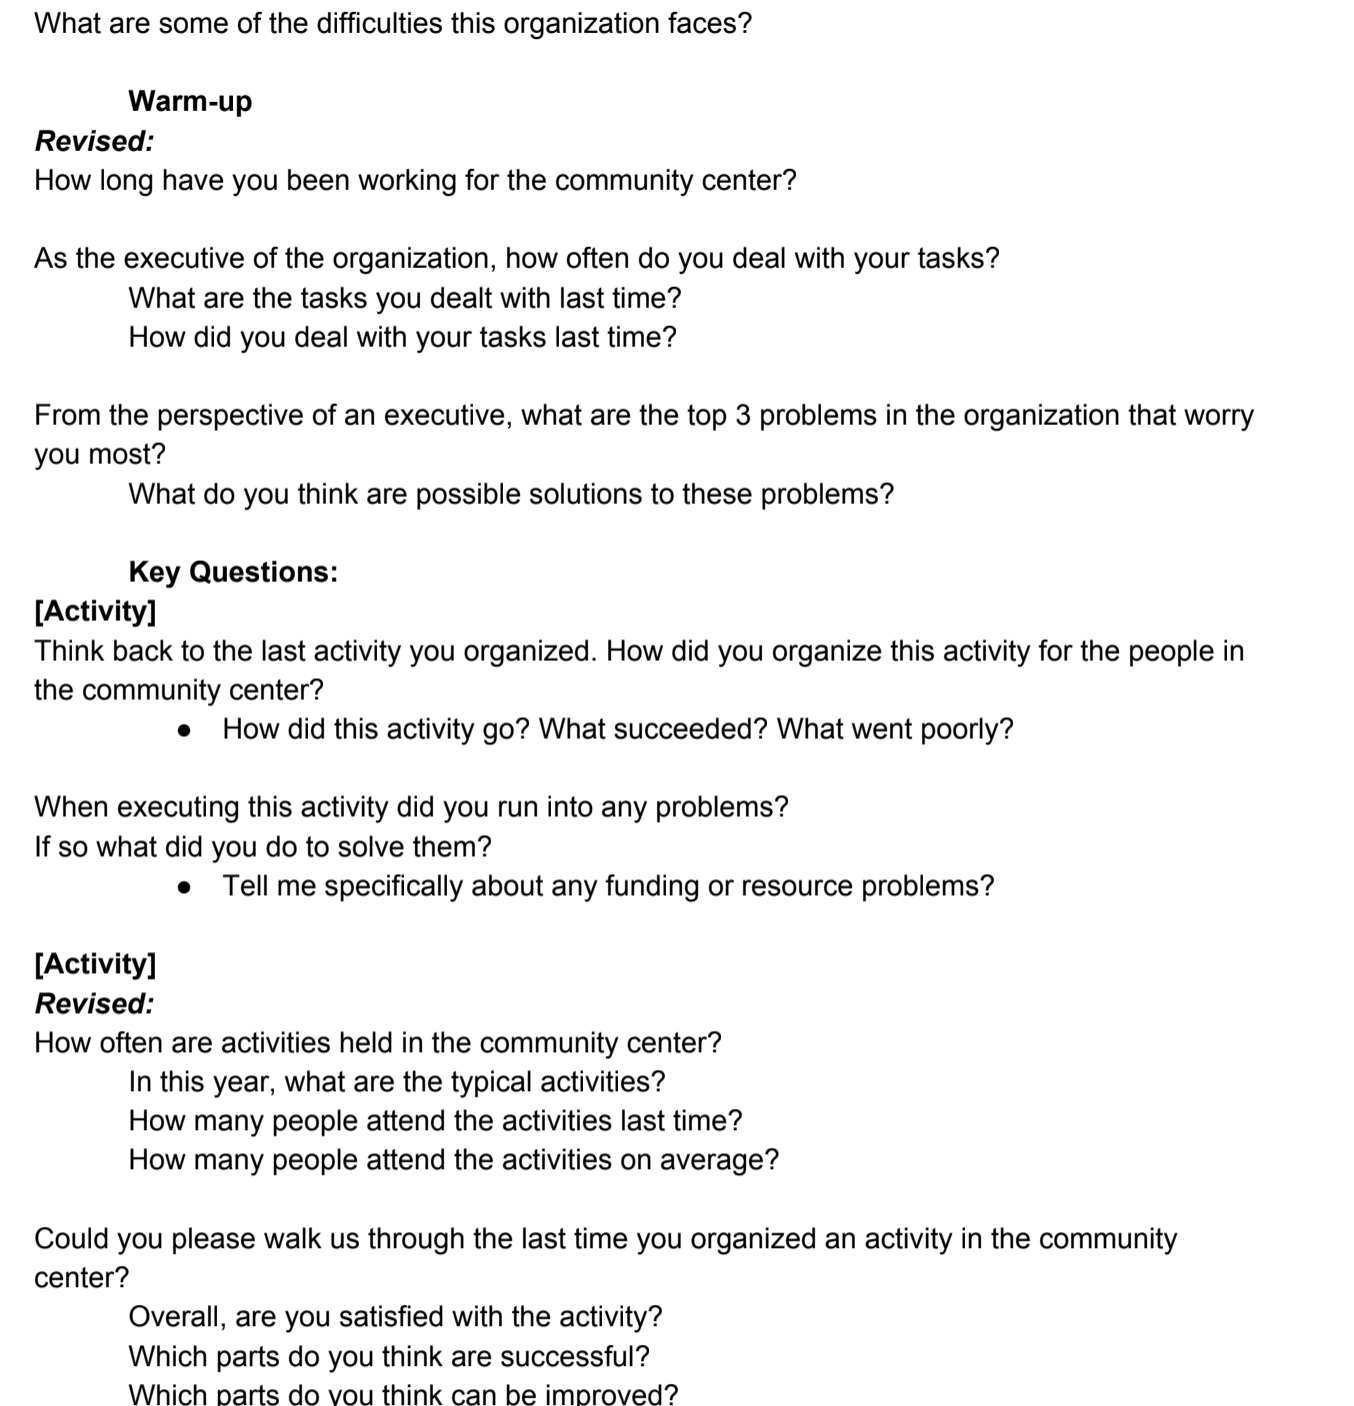 What are some of the difficulties this organization faces?
Warm-up
Revised:
How long have you been working for the community center?
As the executive of the organization, how often do you deal with your tasks?
What are the tasks you dealt with last time?
How did you deal with your tasks last time?
From the perspective of an executive, what are the top 3 problems in the organization that worry
you most?
What do you think are possible solutions to these problems?
Key Questions:
[Activity]
Think back to the last activity you organized. How did you organize this activity for the people in
the community center?
● How did this activity go? What succeeded? What went poorly?
When executing this activity did you run into any problems?
If so what did you do to solve them?
● Tell me specifically about any funding or resource problems?
[Activity]
Revised:
How often are activities held in the community center?
In this year, what are the typical activities?
How many people attend the activities last time?
How many people attend the activities on average?
Could you please walk us through the last time you organized an activity in the community
center?
Overall, are you satisfied with the activity?
Which parts do you think are successful?
Which parts do you think can be improved?